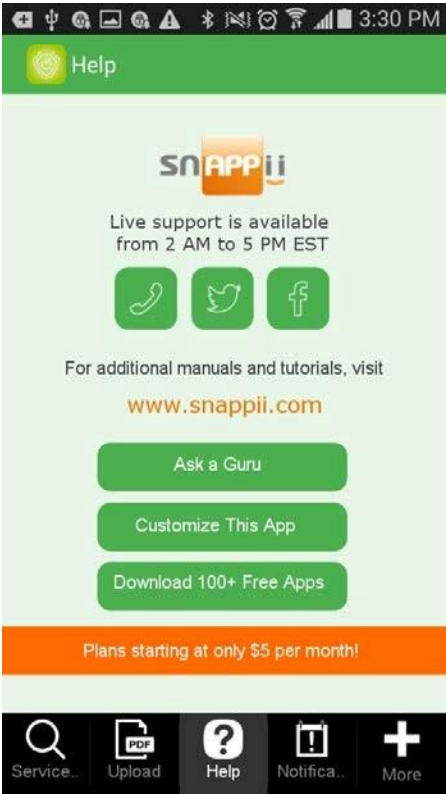 3:30 PM
Help
snAPPii
Live support is available
from 2 AM to 5 PM EST
For additional manuals and tutorials, visit
www.snappii.com
Ask a Guru
Customize This App
Download 100+ Free Apps
Plans starting at only $5 per month!
PDF
Service.. Upload Help Notifica.. More